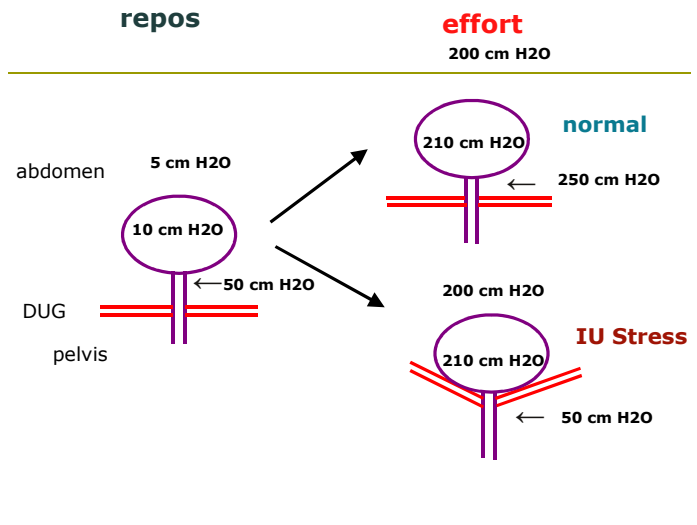 repos
effort
200 cm H2O
210 cm H2O
normal
250 cm H2O
abdomen
5 cm H2O
10 cm H2O
←50 cm H2O
DUG
pelvis
200 cm H2O
IU Stress
210 cm H2O
← 50 cm H2O